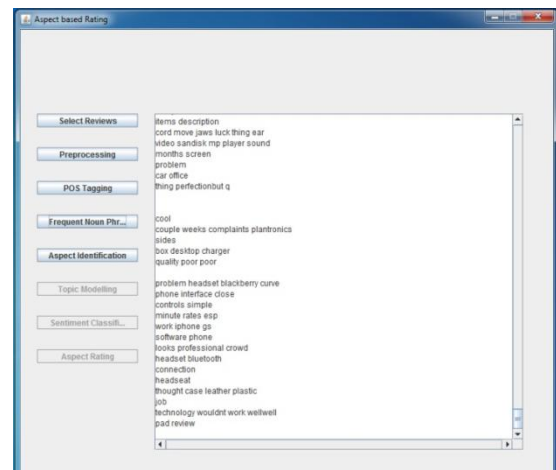 Aspect based Rating
Select Reviews
Preprocessing
POS Tagging
Frequent Noun Phr...
Aspect Identification
Topic Modelling
Sentiment Classifi...
Aspect Rating
items description
cord move jaws luck thing ear
video sandisk mp player sound
months screen
problem
car office
thing perfectionbut q
cool
couple weeks complaints plantronics
sides
box desktop charger
quality poor poor
problem headset blackberry curve
phone interface close
controls simple
minute rates esp
work iphone gs
software phone
looks professional crowd
headset bluetooth
connection
headseat
thought case leather plastic
job
technology wouldnt work wellwell
pad review